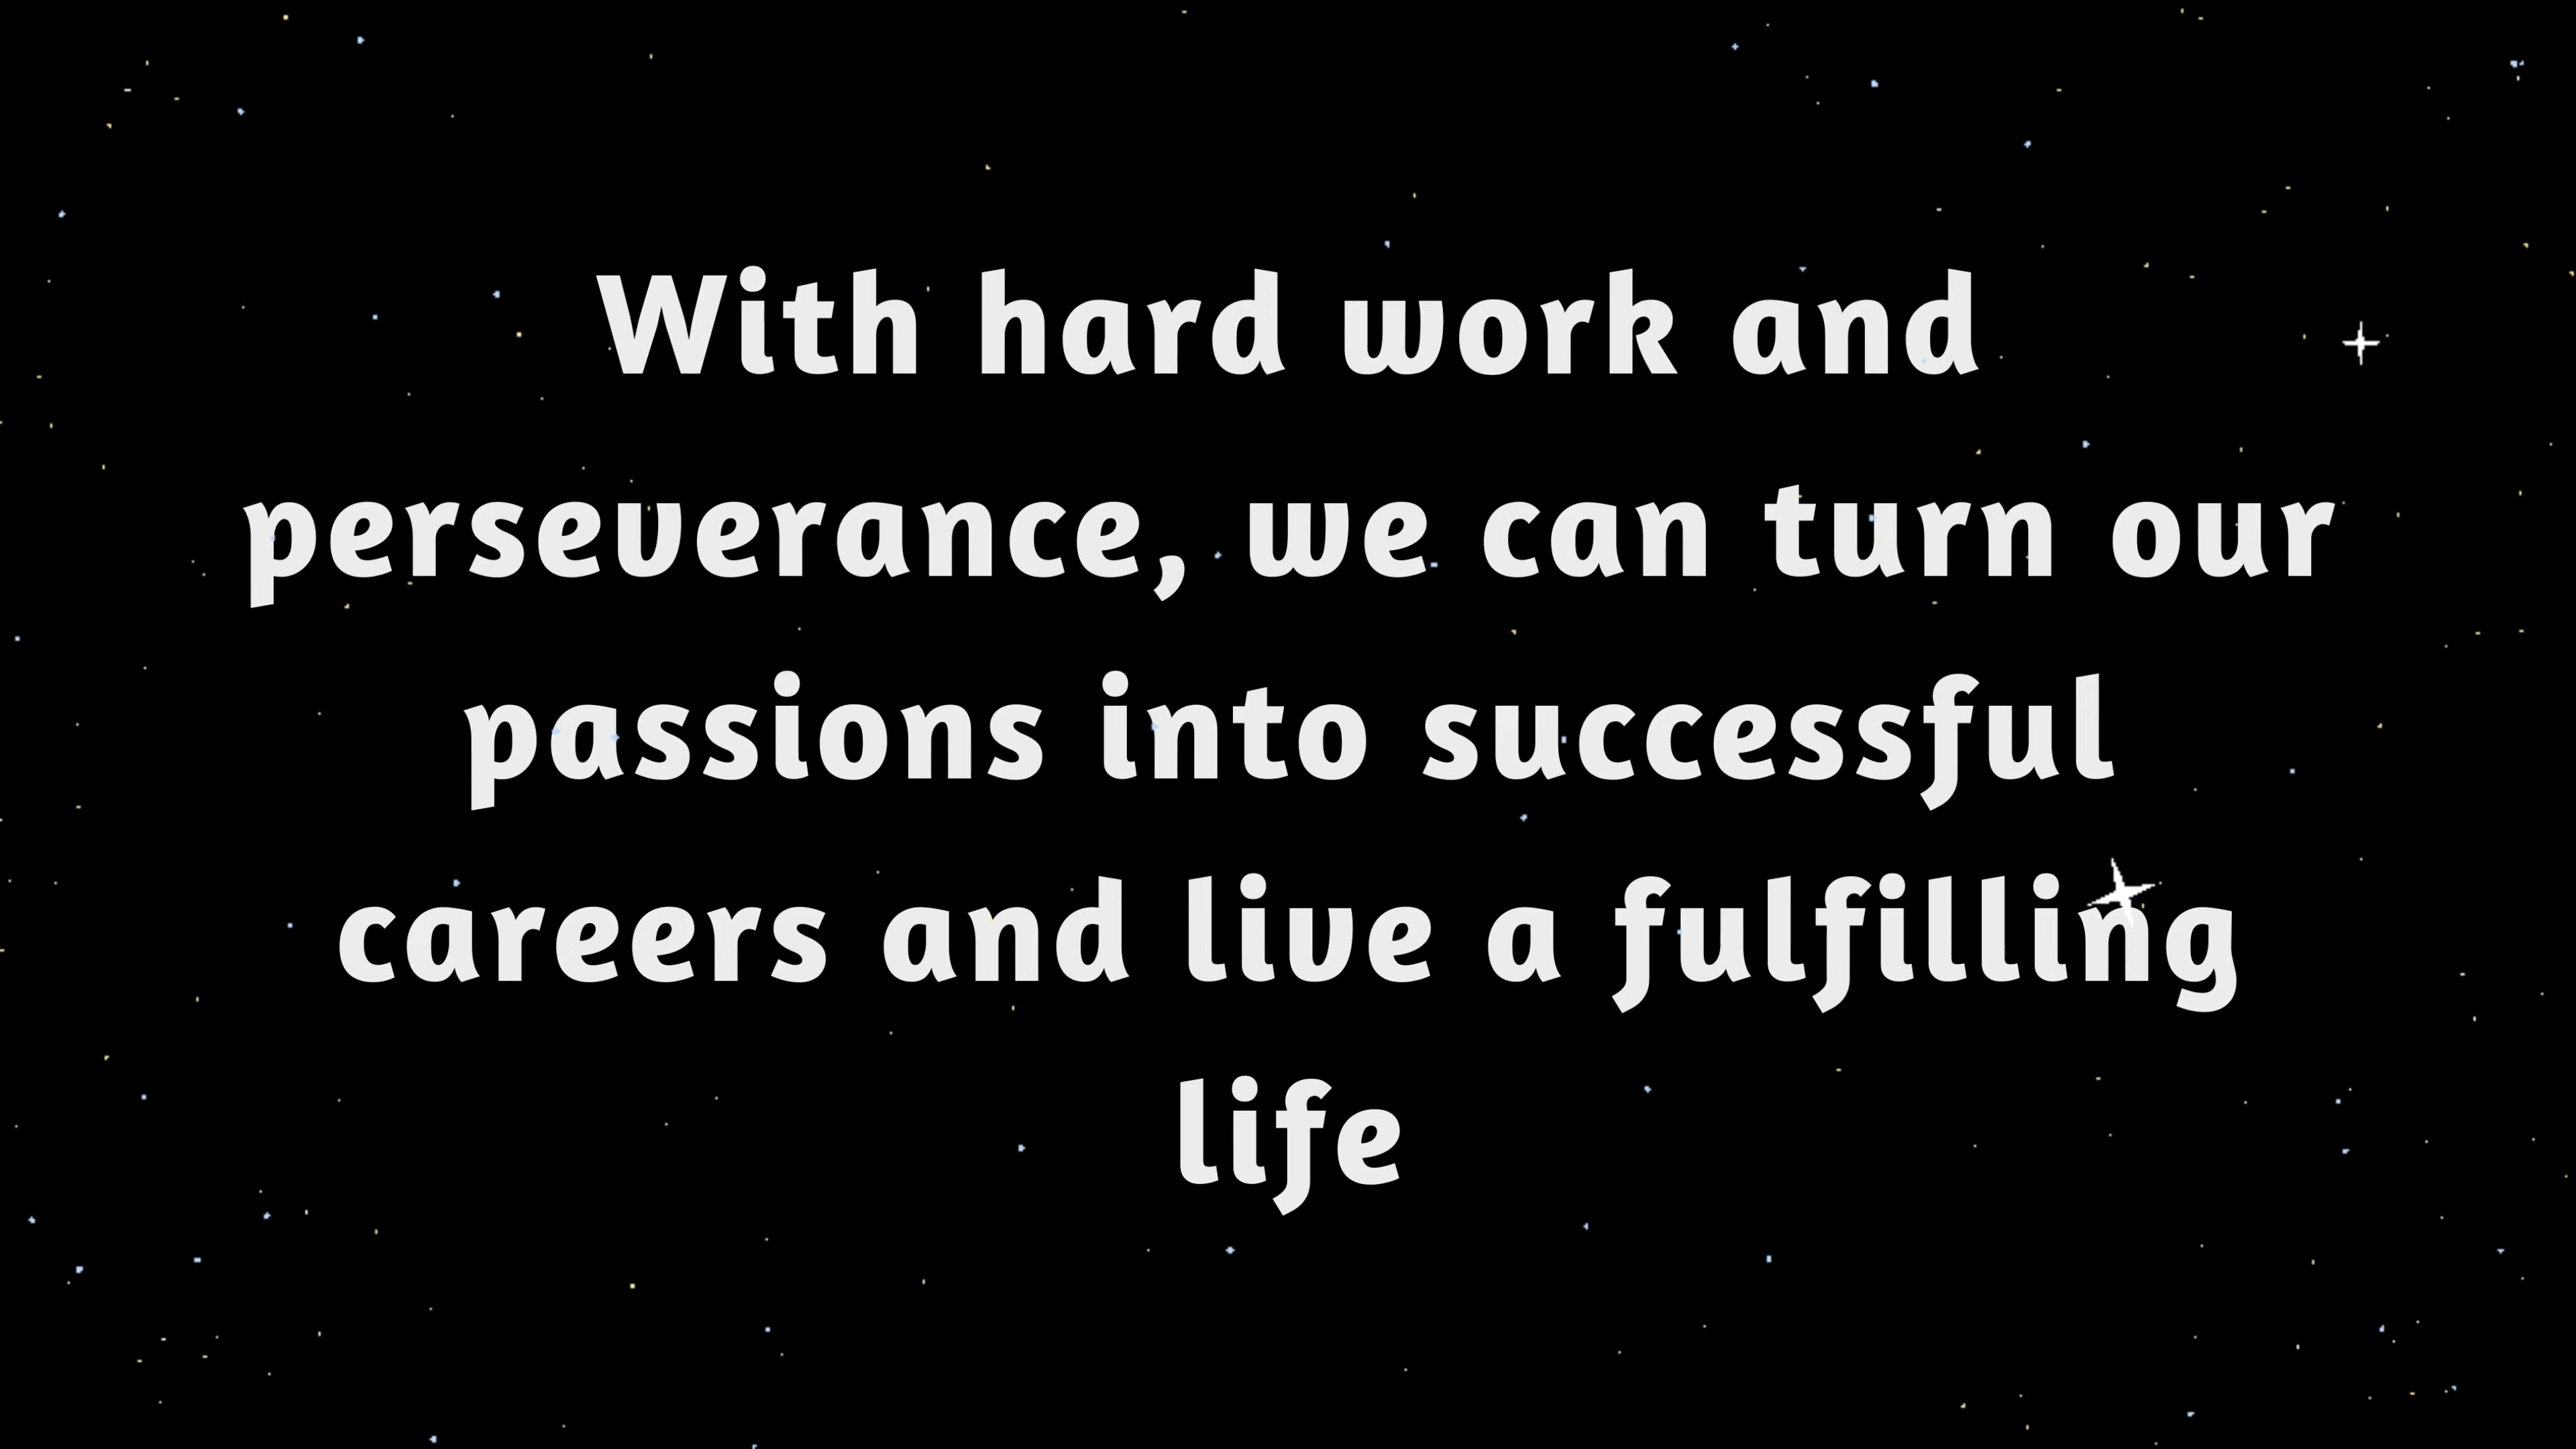 With hard work and
perseverance, we can turn our
passions into successful
careers and live a fulfilling
life